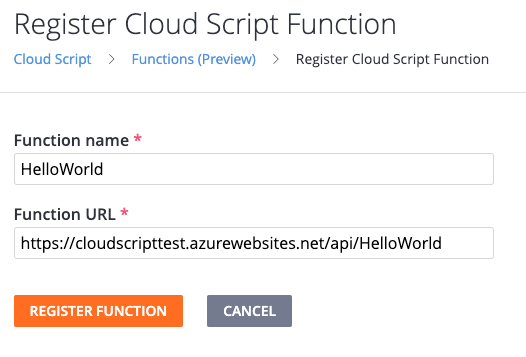 Register Cloud Script Function
Cloud Script > Functions (Preview) > Register Cloud Script Function
Function name *
HelloWorld
Function URL *
https://cloudscripttest.azurewebsites.net/api/HelloWorld
REGISTER FUNCTION CANCEL